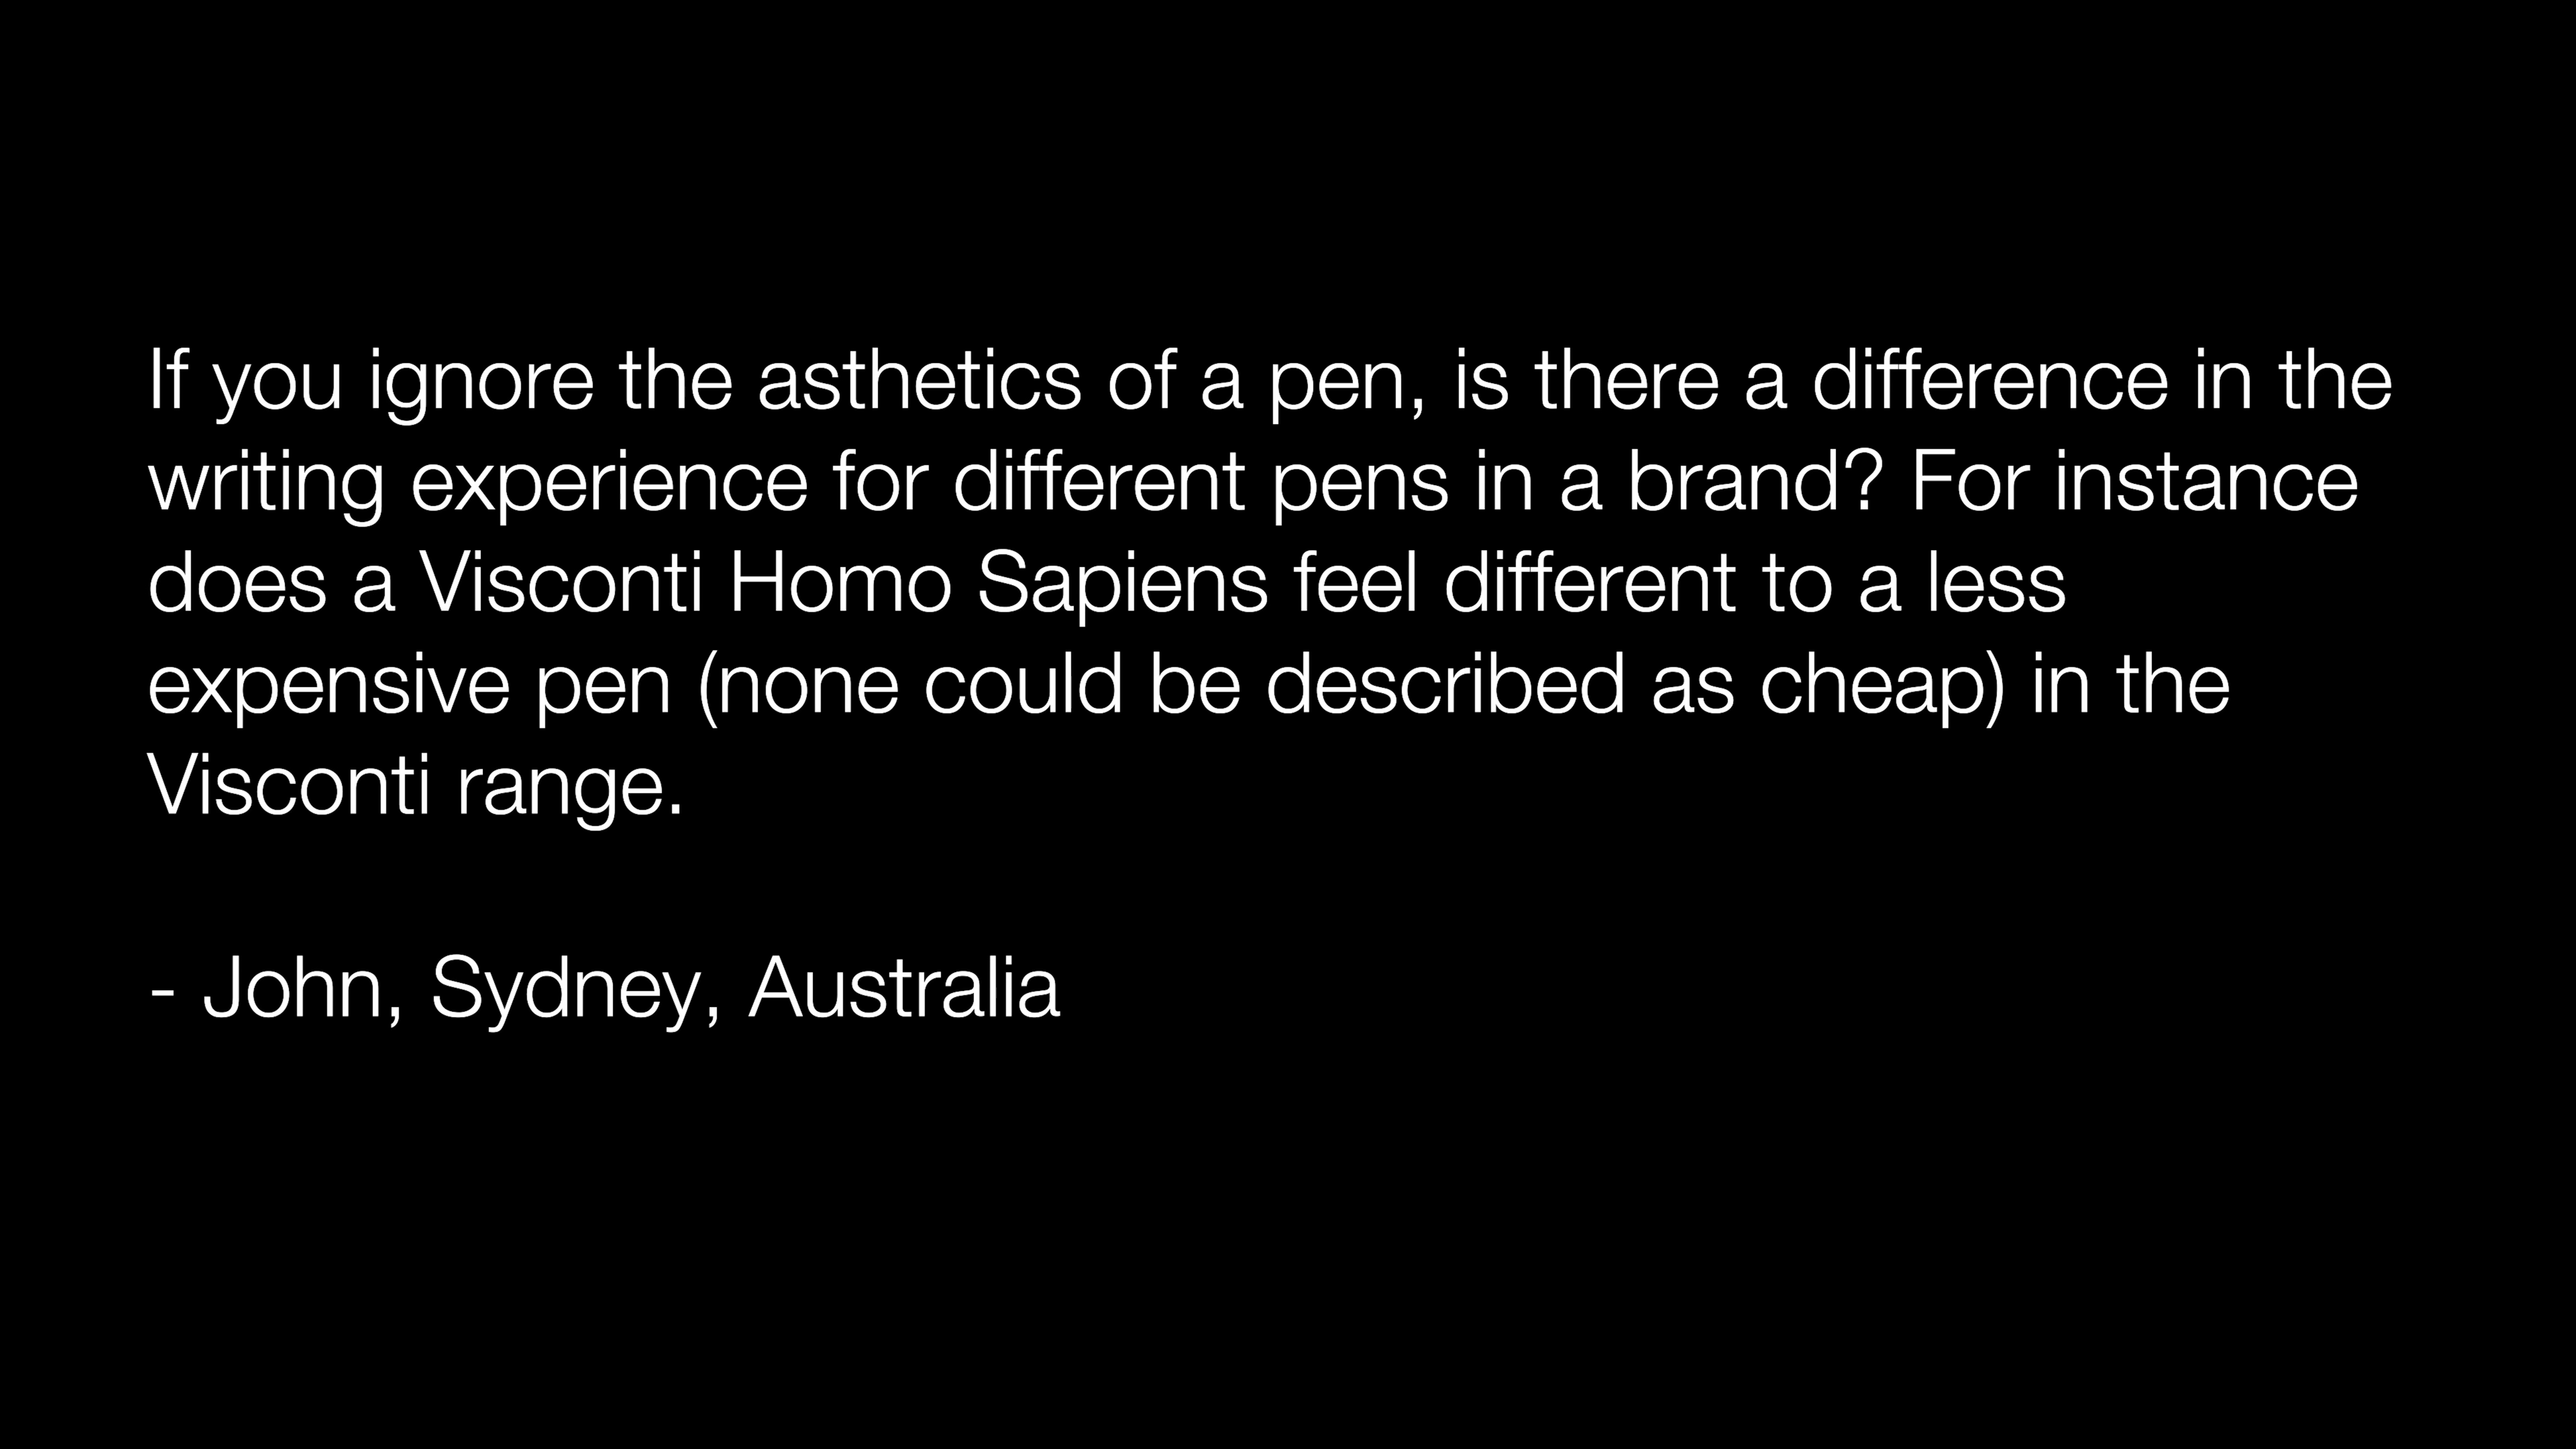 If you ignore the asthetics of a pen, is there a difference in the
writing experience for different pens in a brand? For instance
does a Visconti Homo Sapiens feel different to a less
expensive pen (none could be described as cheap) in the
Visconti range.
- John, Sydney, Australia